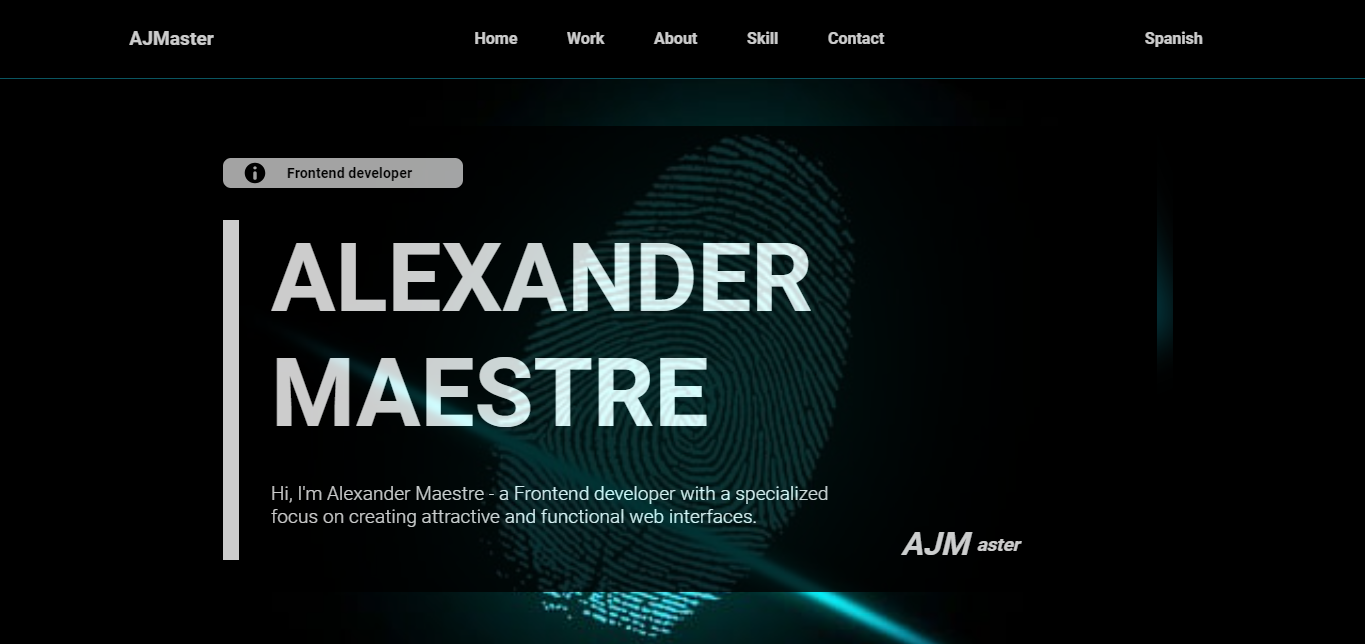 AJMaster
Home Work About Skill Contact
Spanish
Frontend developer
ALEXANDER
MAESTRE
Hi, I'm Alexander Maestre - a Frontend developer with a specialized
focus on creating attractive and functional web interfaces.
AJM aster